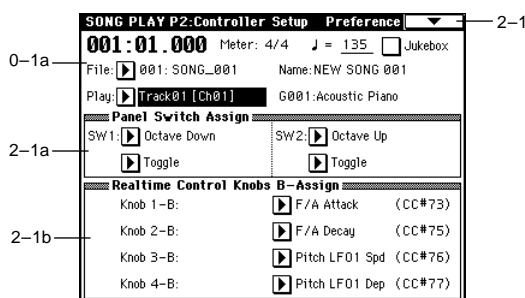 SONG PLAY P2:Controller Setup Preference
2–1
001:01.000 Meter: 4/4 ♩ = 135 Jukebox
0–1a
File: 001: SONG_001 Name:NEW SONG 001
Play: Track01 [Ch01] G001:Acoustic Piano
Panel Switch Assign
2–1a
SW1: Octave Down SW2: Octave Up
Toggle Toggle
Realtime Control Knobs B-Assign
Knob 1-B: F/A Attack (CC#73)
2–1b
Knob 2-B: F/A Decay (CC#75)
Knob 3-B: Pitch LFO1 Spd (CC#76)
Knob 4-B: Pitch LFO1 Dep (CC#77)